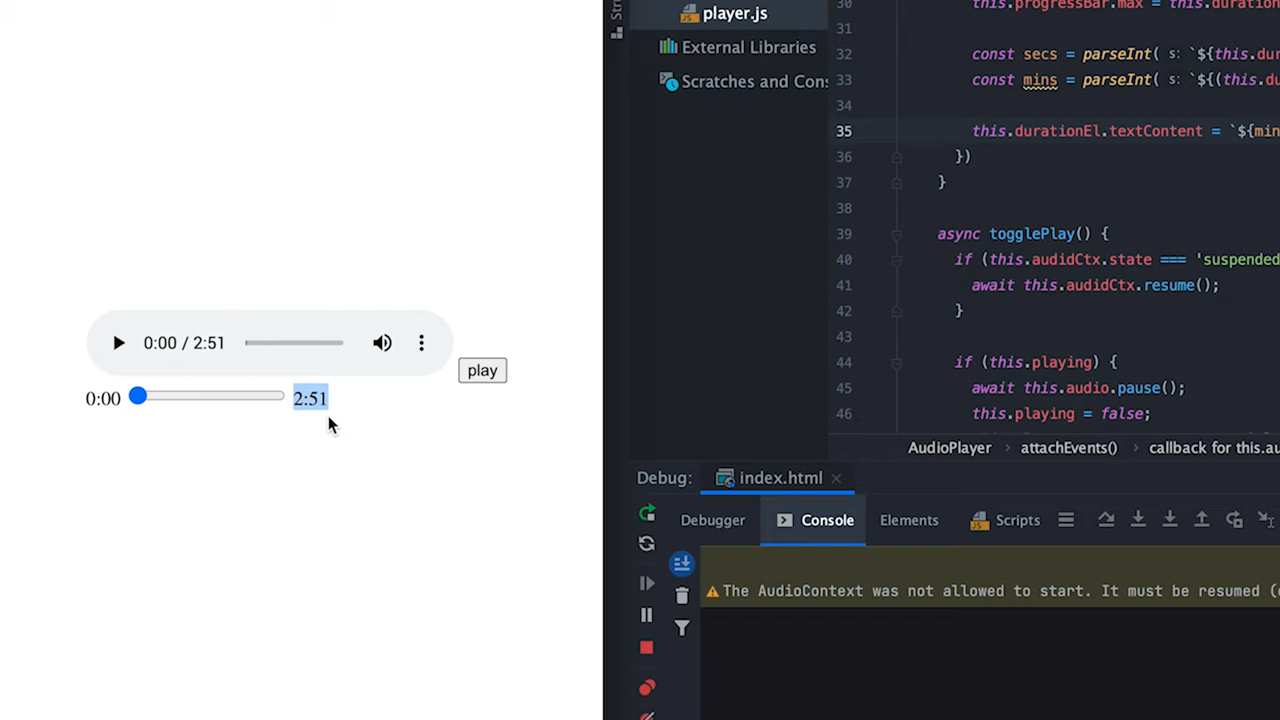 0:00 / 2:51
play
0:00
2:51
player.js
External Libraries
Scratches and Cons
30 this.progressBar.max = this.duration
31
32 const secs = parseInt( s: `${this.dur
33 const mins = parseInt( s: `${(this.du
34
35 this.durationEl.textContent = `${min
36 })
37 }
38
39 async togglePlay() {
40 if (this.audidCtx.state === 'suspended
41 await this.audidCtx.resume();
42 }
43
44 if (this.playing) {
45 await this.audio.pause();
46 this.playing = false;
AudioPlayer > attachEvents() > callback for this.au
Debug: index.html
Debugger Console Elements Scripts
The AudioContext was not allowed to start. It must be resumed (